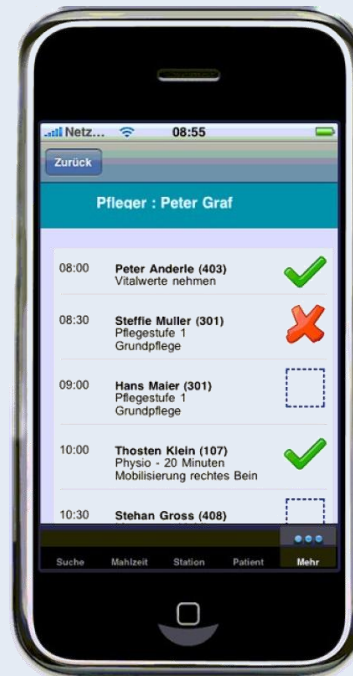 Netz... 08:55
Zurück
Pfleger : Peter Graf
08:00 Peter Anderle (403)
Vitalwerte nehmen
08:30 Steffie Muller (301)
Pflegestufe 1
Grundpflege
09:00 Hans Maier (301)
Pflegestufe 1
Grundpflege
10:00 Thosten Klein (107)
Physio - 20 Minuten
Mobilisierung rechtes Bein
10:30 Stehan Gross (408)
Suche Mahlzeit Station Patient Mehr